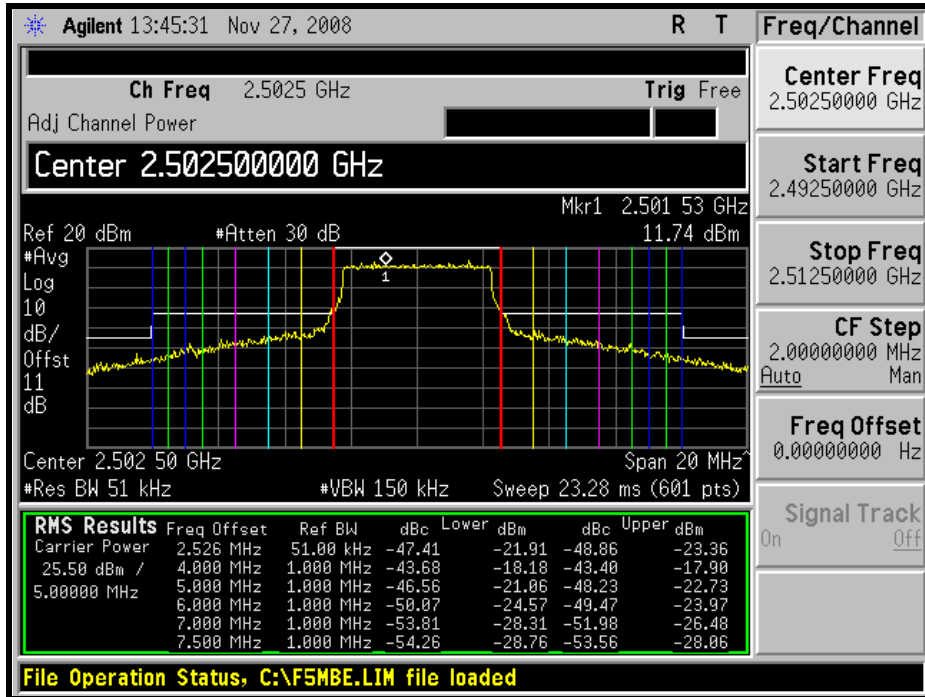 Agilent 13:45:31 Nov 27, 2008 R T
Freq/Channel
Ch Freq 2.5025 GHz Trig Free
Adj Channel Power
Center 2.502500000 GHz
Mkr1 2.501 53 GHz
Ref 20 dBm #Atten 30 dB 11.74 dBm
#Avg
Log
10
dB/
Offst
11
dB
1
Center 2.502 50 GHz Span 20 MHz^
#Res BW 51 kHz #VBW 150 kHz Sweep 23.28 ms (601 pts)
RMS Results Freq Offset Ref BW dBc Lower dBm dBc Upper dBm
Carrier Power 2.526 MHz 51.00 kHz -47.41 -21.91 -48.86 -23.36
25.50 dBm / 4.000 MHz 1.000 MHz -43.68 -18.18 -43.40 -17.90
5.00000 MHz 5.000 MHz 1.000 MHz -46.56 -21.06 -48.23 -22.73
6.000 MHz 1.000 MHz -50.07 -24.57 -49.47 -23.97
7.000 MHz 1.000 MHz -53.81 -28.31 -51.98 -26.48
7.500 MHz 1.000 MHz -54.26 -28.76 -53.56 -28.06
File Operation Status, C:\F5MBE.LIM file loaded
Center Freq
2.50250000 GHz
Start Freq
2.49250000 GHz
Stop Freq
2.51250000 GHz
CF Step
2.00000000 MHz
Auto Man
Freq Offset
0.00000000 Hz
Signal Track
On Off